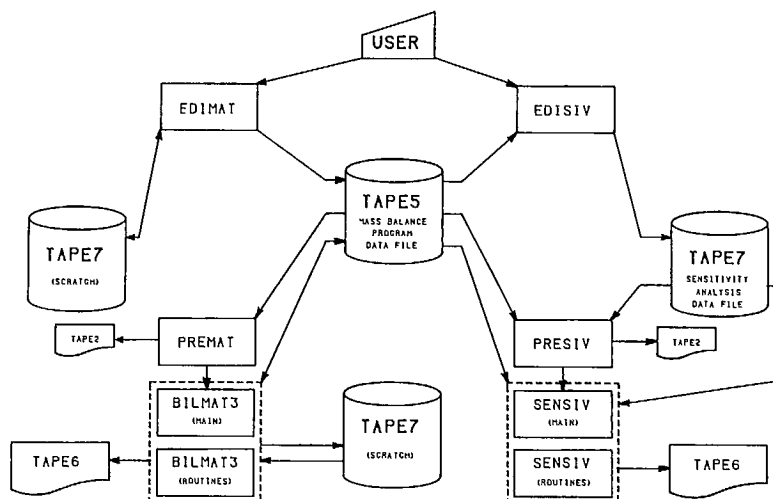 USER
EDIMAT
EDISIV
TAPE5
MASS BALANCE
PROGRAM
DATA FILE
TAPE7
(SCRATCH)
TAPE7
SENSITIVITY
ANALYSIS
DATA FILE
TAPE2
PREMAT
PRESIV
TAPE2
BILMAT3
(MAIN)
TAPE7
(SCRATCH)
SENSIV
(MAIN)
TAPE6
BILMAT3
(ROUTINES)
SENSIV
(ROUTINES)
TAPE6